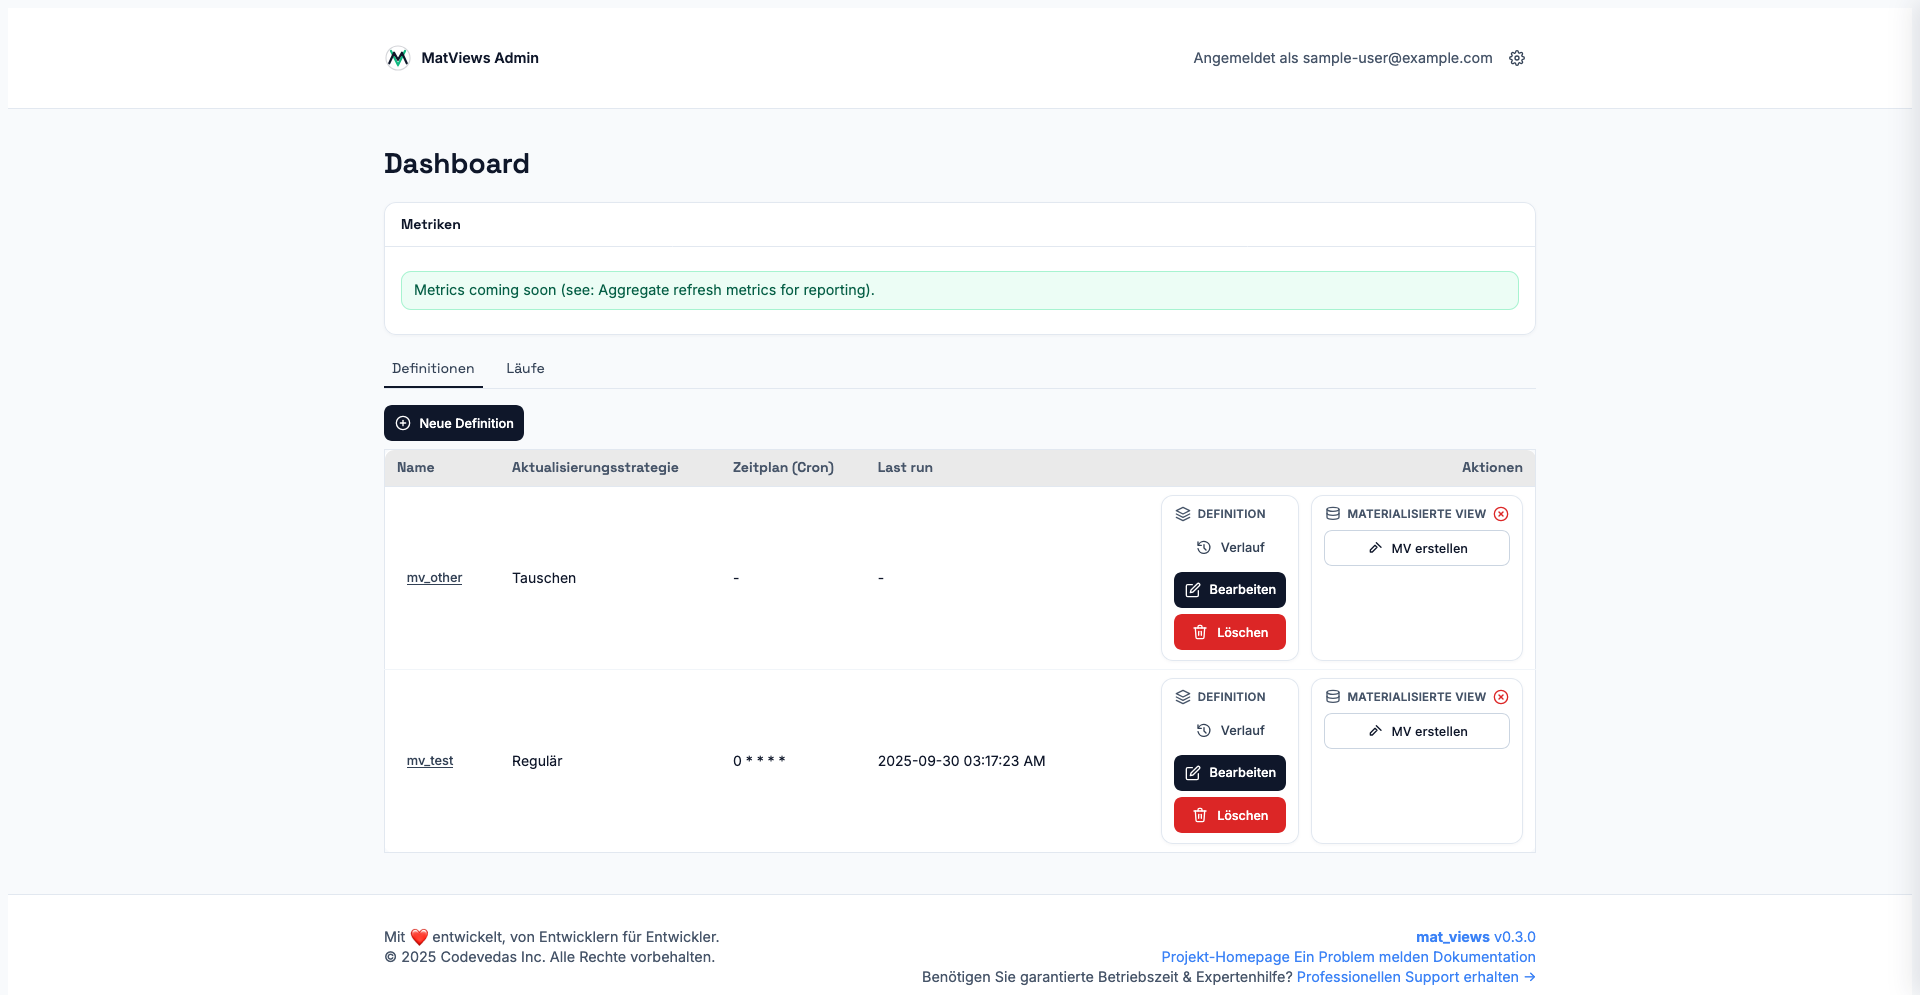 MatViews Admin
Angemeldet als sample-user@example.com
Dashboard
Metriken
Metrics coming soon (see: Aggregate refresh metrics for reporting).
Definitionen Läufe
Neue Definition
Name Aktualisierungsstrategie Zeitplan (Cron) Last run Aktionen
DEFINITION MATERIALISIERTE VIEW
Verlauf MV erstellen
mv_other Tauschen - -
Bearbeiten
Löschen
DEFINITION MATERIALISIERTE VIEW
Verlauf MV erstellen
mv_test Regulär 0 * * * * 2025-09-30 03:17:23 AM
Bearbeiten
Löschen
Mit ❤️ entwickelt, von Entwicklern für Entwickler.
© 2025 Codevedas Inc. Alle Rechte vorbehalten.
mat_views v0.3.0
Projekt-Homepage Ein Problem melden Dokumentation
Benötigen Sie garantierte Betriebszeit & Expertenhilfe? Professionellen Support erhalten →